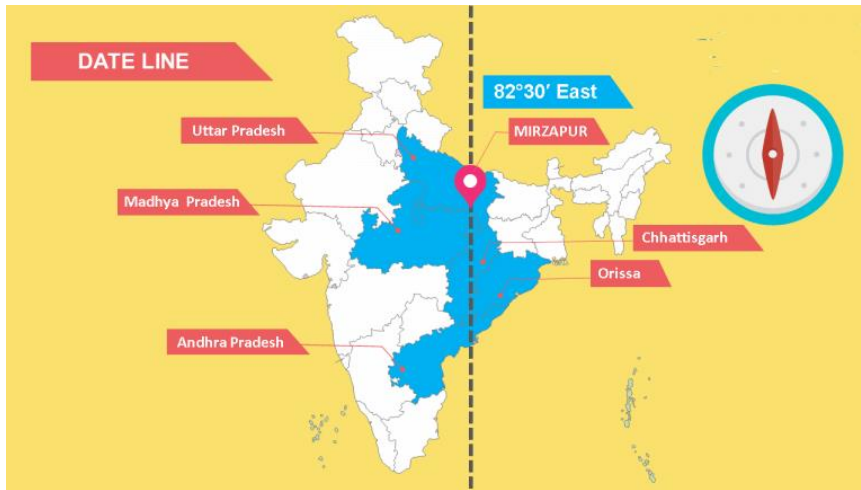 DATE LINE
82°30′ East
Uttar Pradesh
MIRZAPUR
Madhya Pradesh
Chhattisgarh
Orissa
Andhra Pradesh